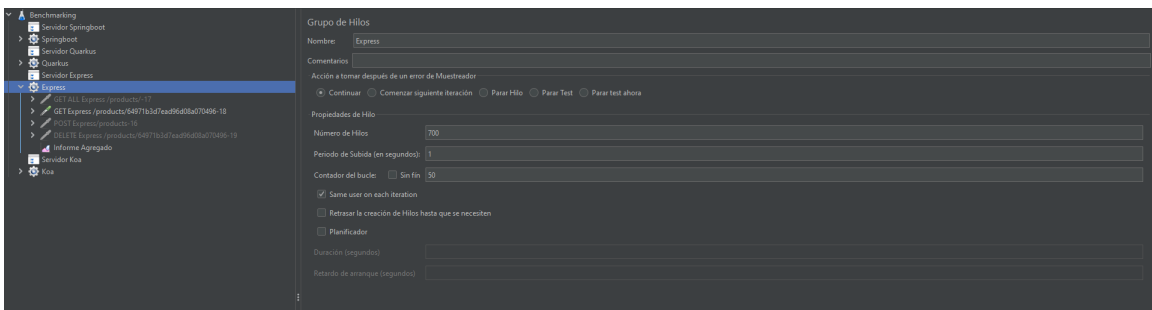 Benchmarking
Servidor Springboot
Springboot
Servidor Quarkus
Quarkus
Servidor Express
Express
GET ALL Express /products/-17
GET Express /products/64971b3d7ead96d08a070496-18
POST Express/products-16
DELETE Express /products/64971b3d7ead96d08a070496-19
Informe Agregado
Servidor Koa
Koa
Grupo de Hilos
Nombre: Express
Comentarios
Acción a tomar después de un error de Muestreador
Continuar Comenzar siguiente iteración Parar Hilo Parar Test Parar test ahora
Propiedades de Hilo
Número de Hilos 700
Periodo de Subida (en segundos): 1
Contador del bucle: Sin fín 50
Same user on each iteration
Retrasar la creación de Hilos hasta que se necesiten
Planificador
Duración (segundos)
Retardo de arranque (segundos)